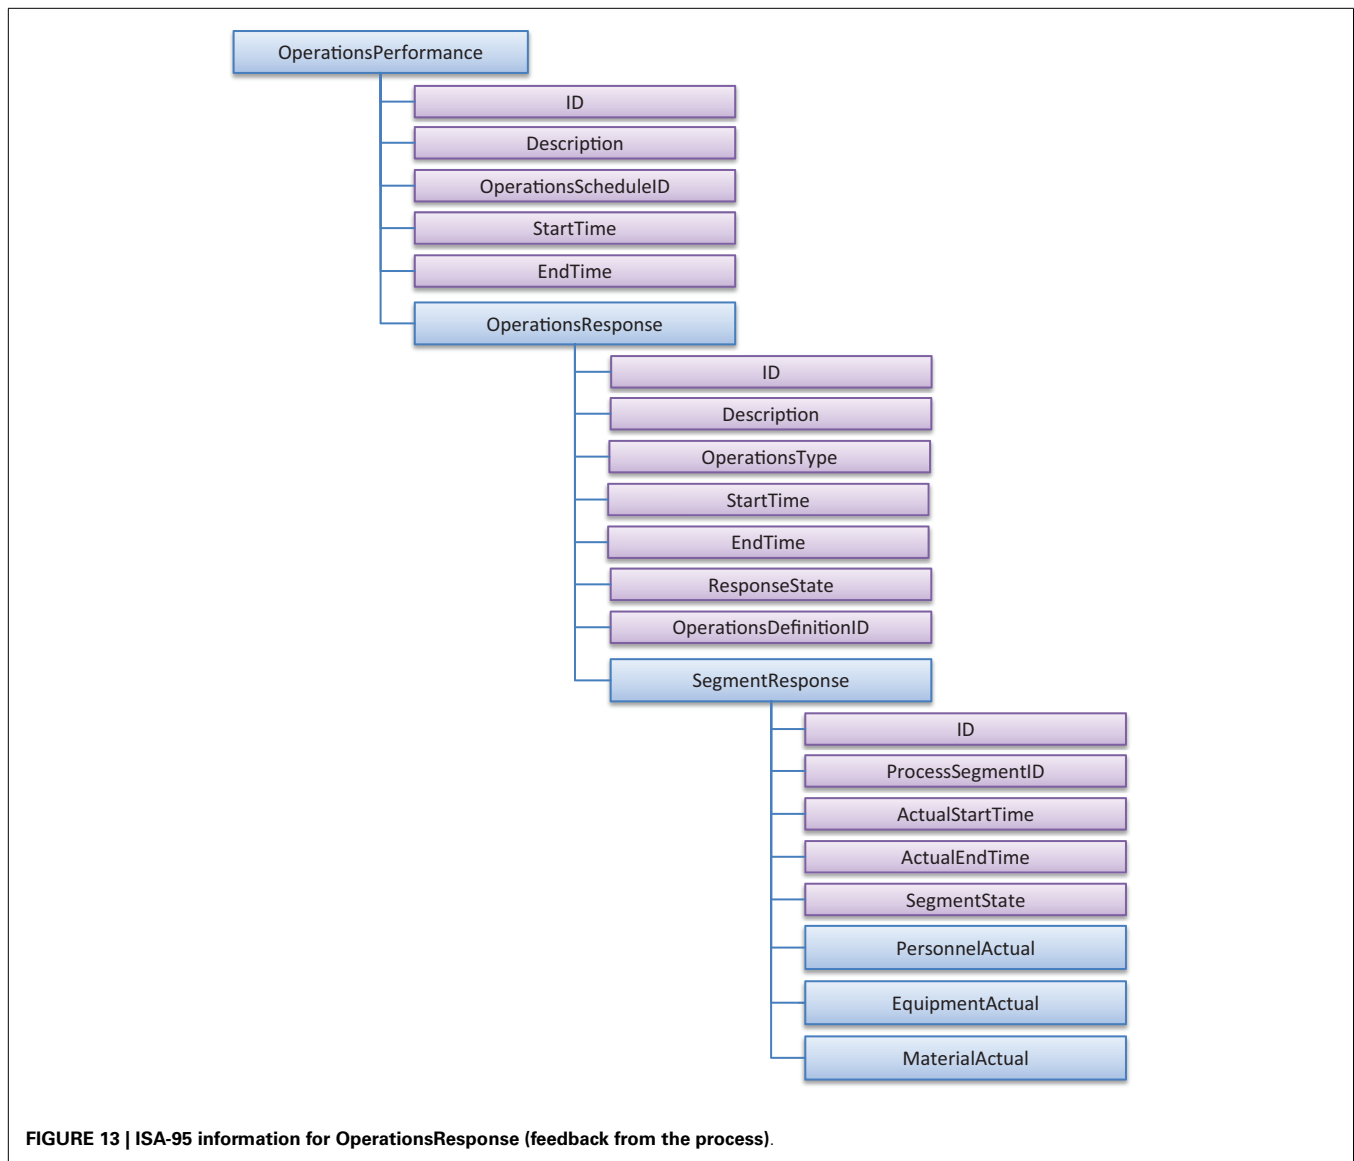 OperationsPerformance
ID
Description
OperationsScheduleID
StartTime
EndTime
OperationsResponse
ID
Description
OperationsType
StartTime
EndTime
ResponseState
OperationsDefinitionID
SegmentResponse
ID
ProcessSegmentID
ActualStartTime
ActualEndTime
SegmentState
PersonnelActual
EquipmentActual
MaterialActual
FIGURE 13 | ISA-95 information for OperationsResponse (feedback from the process).